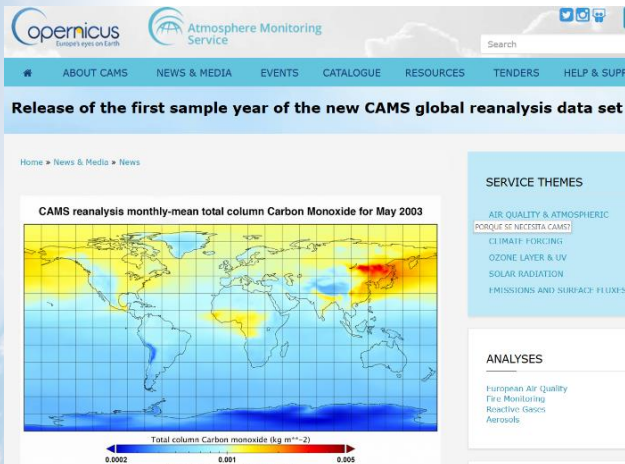 opernicus
Europe's eyes on Earth
Atmosphere Monitoring
Service
Search
ABOUT CAMS NEWS & MEDIA EVENTS CATALOGUE RESOURCES TENDERS HELP & SUPP
Release of the first sample year of the new CAMS global reanalysis data set
Home » News & Media » News
CAMS reanalysis monthly-mean total column Carbon Monoxide for May 2003
Total column Carbon monoxide (kg m**-2)
0.0002 0.001 0.005
SERVICE THEMES
AIR QUALITY & ATMOSPHERIC
PORQUE SE NECESITA CAMS?
CLIMATE FORCING
OZONE LAYER & UV
SOLAR RADIATION
EMISSIONS AND SURFACE FLUXES
ANALYSES
European Air Quality
Fire Monitoring
Reactive Gases
Aerosols